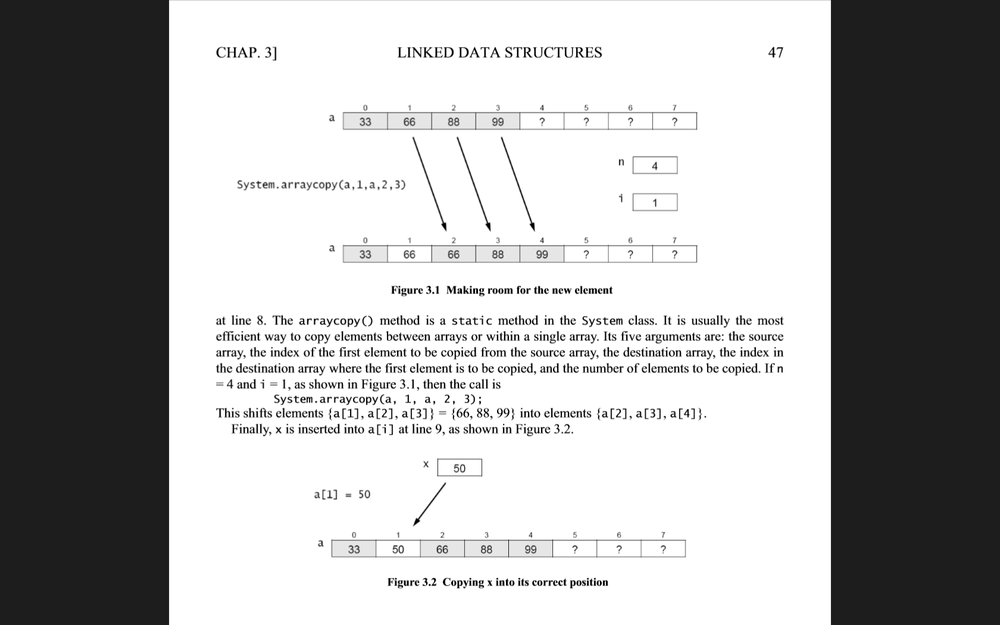 CHAP. 3] LINKED DATA STRUCTURES 47
0 1 2 3 4 5 6 7
a 33 66 88 99 ? ? ? ?
n 4
System.arraycopy(a,1,a,2,3)
i 1
0 1 2 3 4 5 6 7
a 33 66 66 88 99 ? ? ?
Figure 3.1 Making room for the new element
at line 8. The arraycopy() method is a static method in the System class. It is usually the most
efficient way to copy elements between arrays or within a single array. Its five arguments are: the source
array, the index of the first element to be copied from the source array, the destination array, the index in
the destination array where the first element is to be copied, and the number of elements to be copied. If n
= 4 and i = 1, as shown in Figure 3.1, then the call is
System.arraycopy(a, 1, a, 2, 3);
This shifts elements {a[1], a[2], a[3]} = {66, 88, 99} into elements {a[2], a[3], a[4]}.
Finally, x is inserted into a[i] at line 9, as shown in Figure 3.2.
x 50
a[1] = 50
0 1 2 3 4 5 6 7
a 33 50 66 88 99 ? ? ?
Figure 3.2 Copying x into its correct position